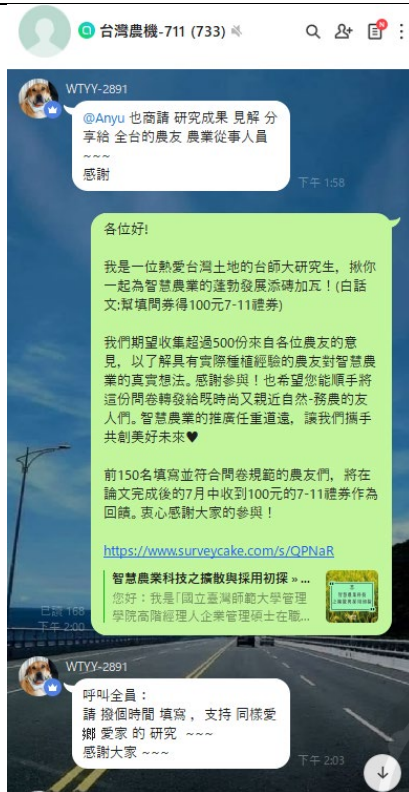 台灣農機-711 (733)
WTYY-2891
@Anyu 也商請 研究成果 見解 分
享給 全台的農友 農業從事人員
~~~
感謝
下午 1:58
各位好!
我是一位熱愛台灣土地的台師大研究生，揪你
一起為智慧農業的蓬勃發展添磚加瓦！(白話
文:幫填問券得100元7-11禮券)
我們期望收集超過500份來自各位農友的意
見，以了解具有實際種植經驗的農友對智慧農
業的真實想法。感謝參與！也希望您能順手將
這份問卷轉發給既時尚又親近自然-務農的友
人們。智慧農業的推廣任重道遠，讓我們攜手
共創美好未來♥
前150名填寫並符合問卷規範的農友們，將在
論文完成後的7月中收到100元的7-11禮券作為
回饋。衷心感謝大家的參與！
https://www.surveycake.com/s/QPNaR
智慧農業科技之擴散與採用初探 » ...
您好：我是「國立臺灣師範大學管理
學院高階經理人企業管理碩士在職...
已讀 168
下午 2:00
WTYY-2891
呼叫全員：
請 撥個時間 填寫 ，支持 同樣愛
鄉 愛家 的 研究 ~~~
感謝大家 ~~~
下午 2:03